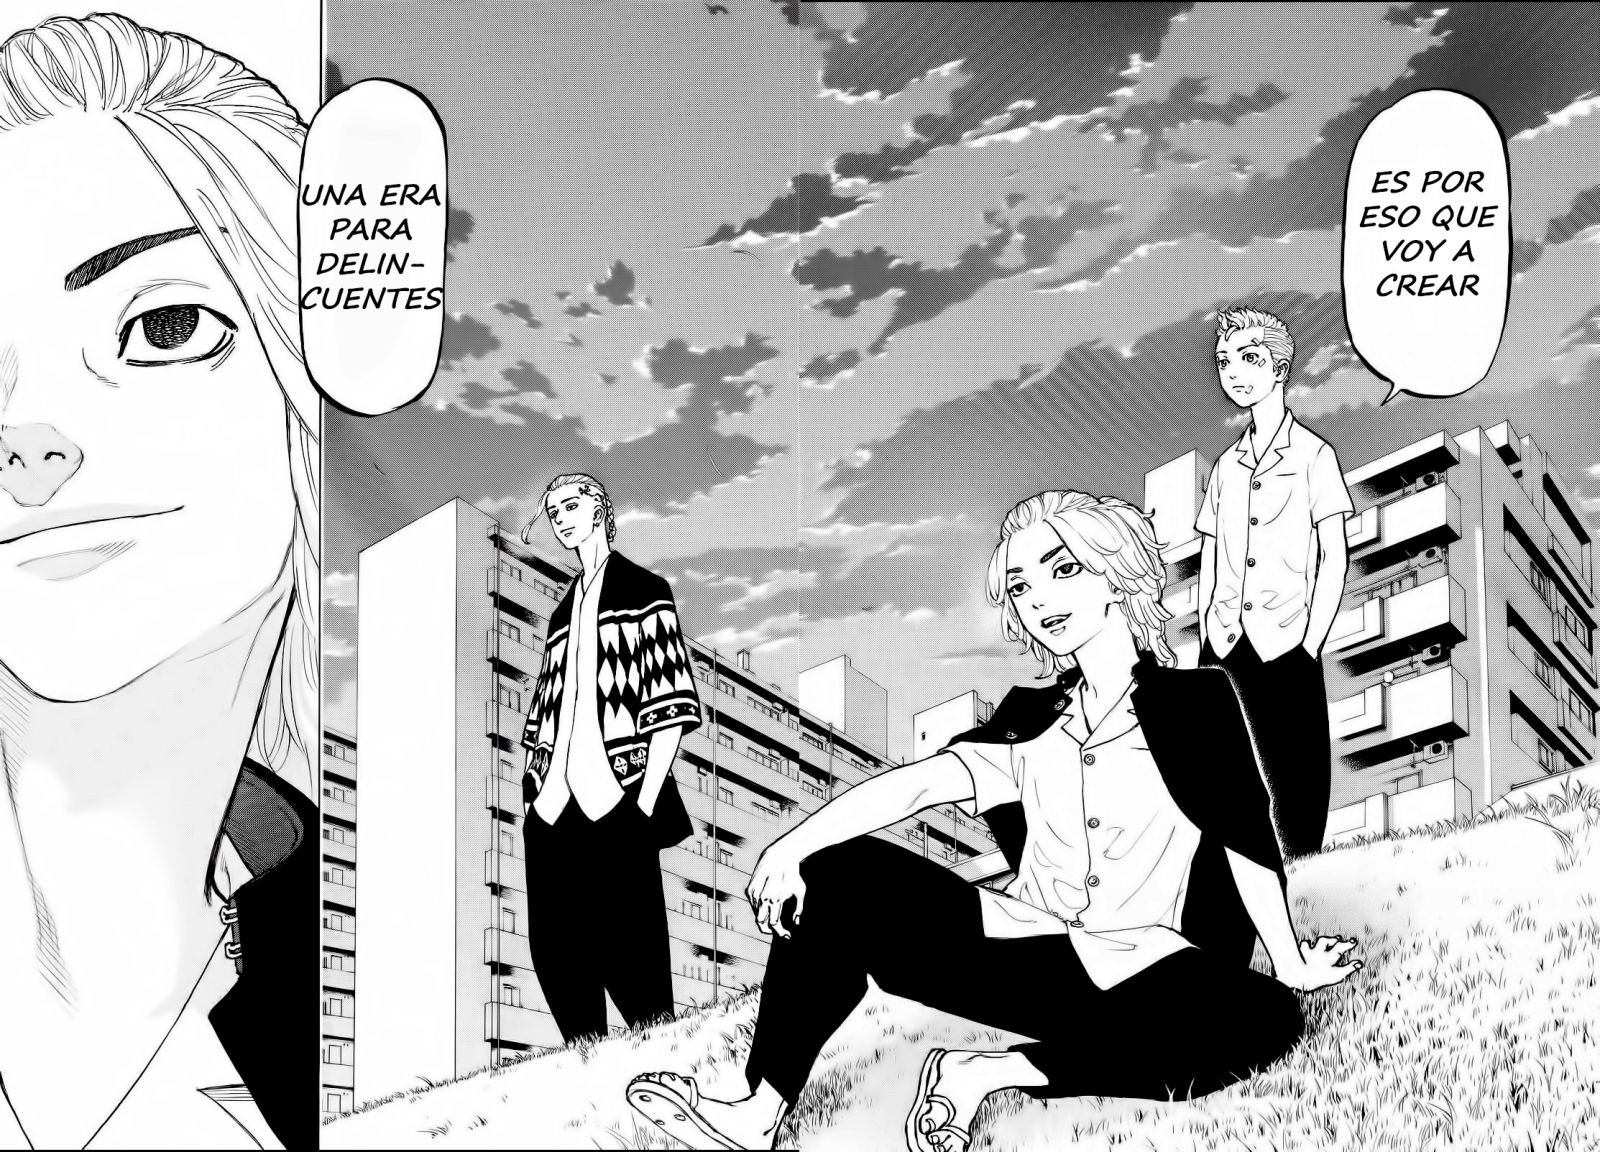 ES POR
ESO QUE
VOY A
CREAR
UNA ERA
PARA
DELIN-
CUENTES